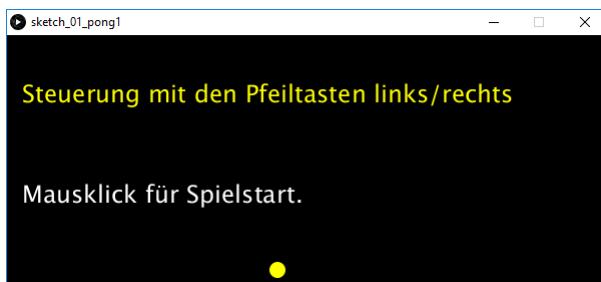 sketch_01_pong1
Steuerung mit den Pfeiltasten links/rechts
Mausklick für Spielstart.